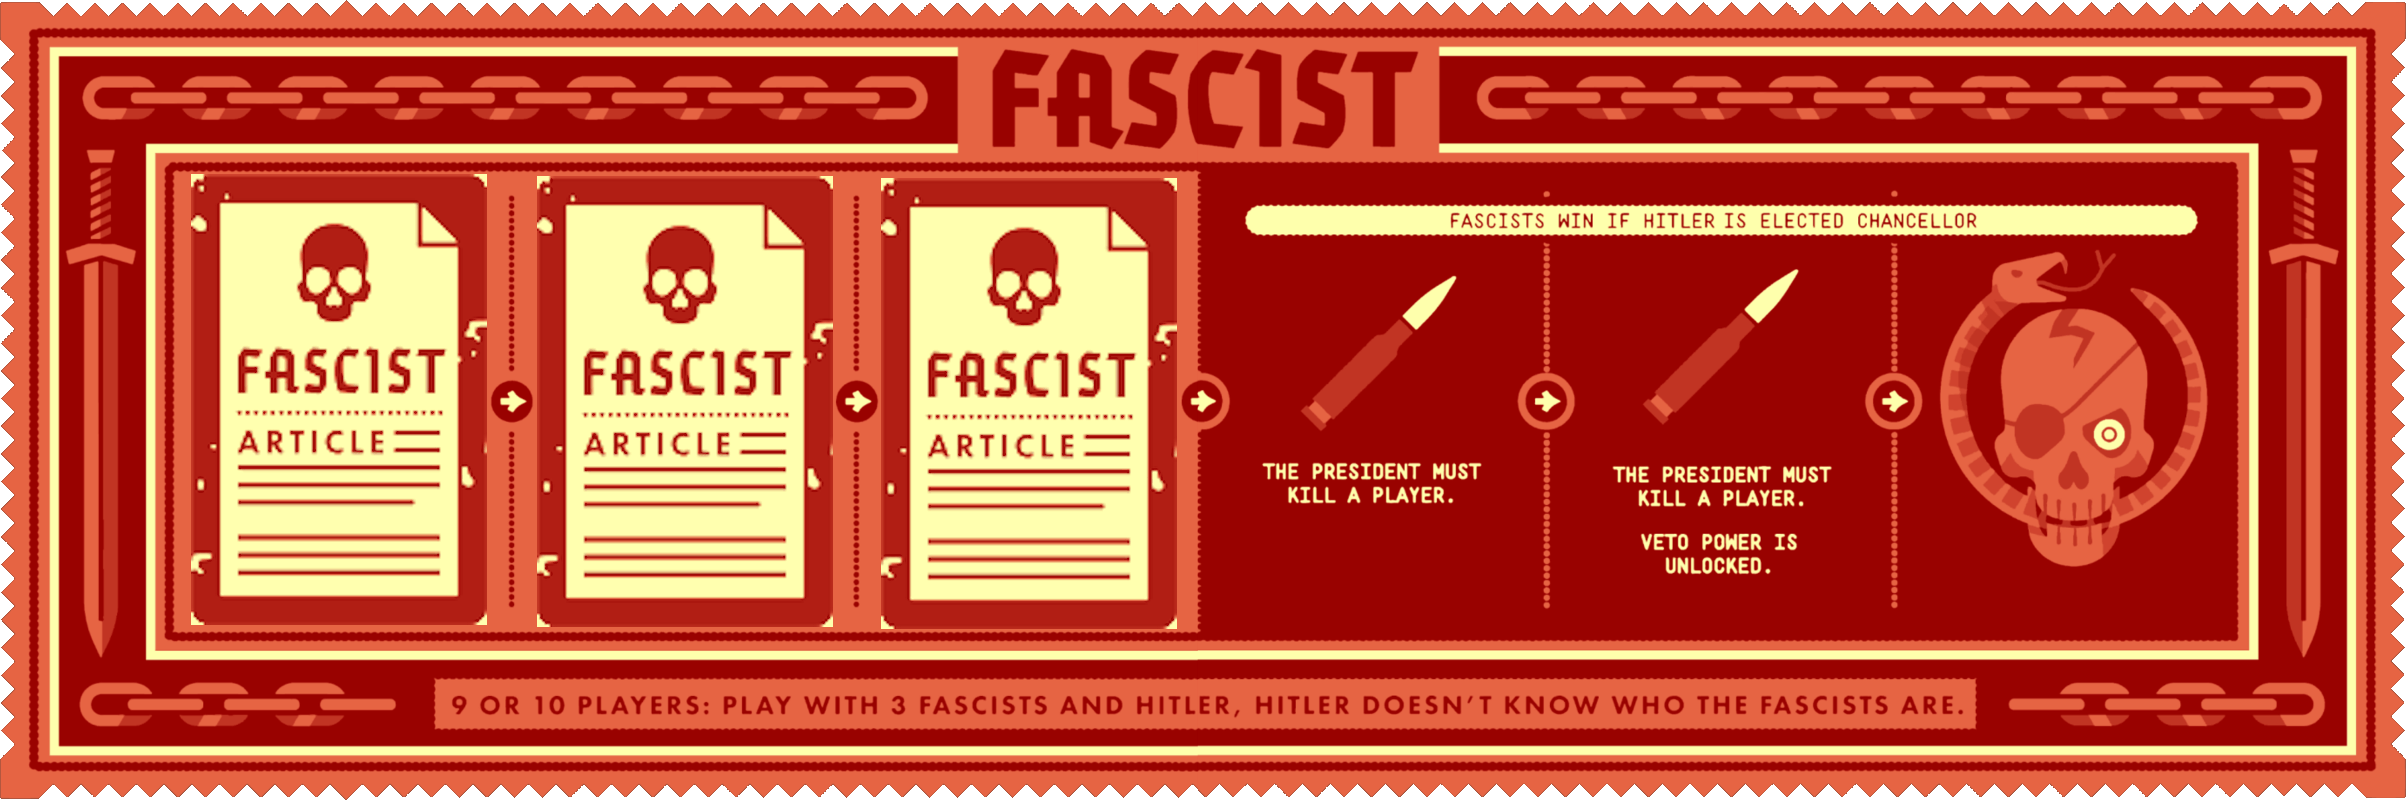 FASCIST
FASCIST
ARTICLE
FASCIST
ARTICLE
FASCIST
ARTICLE
FASCISTS WIN IF HITLER IS ELECTED CHANCELLOR
THE PRESIDENT MUST
KILL A PLAYER.
THE PRESIDENT MUST
KILL A PLAYER.
VETO POWER IS
UNLOCKED.
9 OR 10 PLAYERS: PLAY WITH 3 FASCISTS AND HITLER, HITLER DOESN'T KNOW WHO THE FASCISTS ARE.